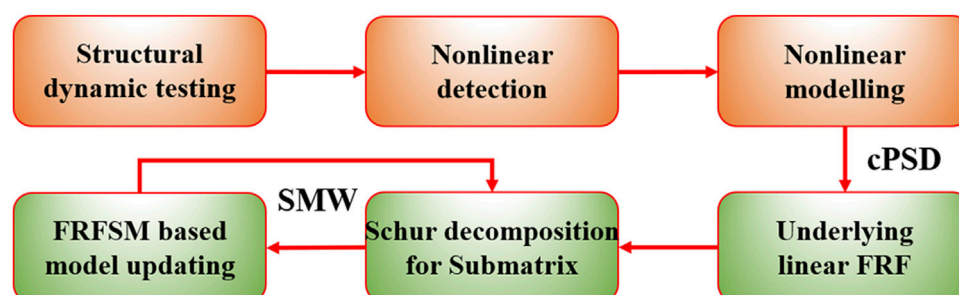 Structural
dynamic testing
Nonlinear
detection
Nonlinear
modelling
cPSD
Underlying
linear FRF
Schur decomposition
for Submatrix
SMW
FRFSM based
model updating